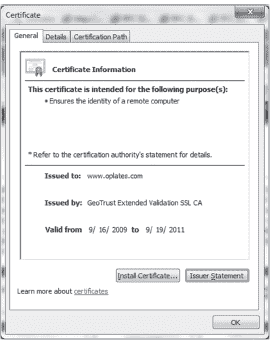 Certificate
General Details Certification Path
Certificate Information
This certificate is intended for the following purpose(s):
• Ensures the identity of a remote computer
* Refer to the certification authority's statement for details.
Issued to: www.oplates.com
Issued by: GeoTrust Extended Validation SSL CA
Valid from 9/ 16/ 2009 to 9/ 19/ 2011
Install Certificate... Issuer Statement
Learn more about certificates
OK